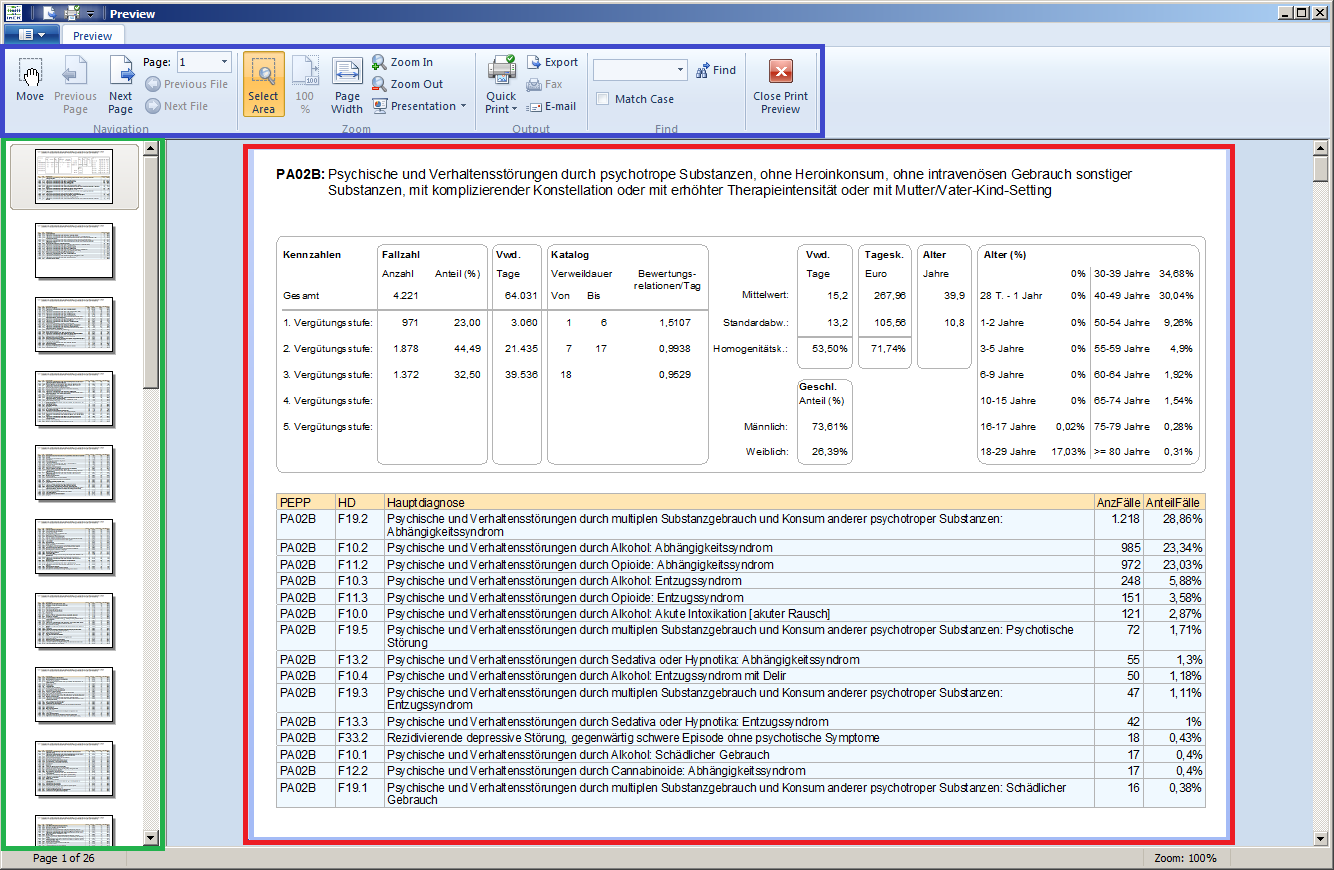 Preview
Preview
Move
Previous Page
Next Page
Page: 1
Previous File
Next File
Navigation
Select Area
100 %
100
Page Width
Zoom In
Zoom Out
Presentation
Zoom
Quick Print
Export
Fax
E-mail
Output
Find
Match Case
Find
Close Print Preview
PA02B: Psychische und Verhaltensstörungen durch psychotrope Substanzen, ohne Heroinkonsum, ohne intravenösen Gebrauch sonstiger
Substanzen, mit komplizierender Konstellation oder mit erhöhter Therapieintensität oder mit Mutter/Vater-Kind-Setting
Kennzahlen Fallzahl Vwd. Katalog Vwd. Tagesk. Alter Alter (%)
Anzahl Anteil (%) Tage Verweildauer Bewertungs-relationen/Tag Tage Euro Jahre 0% 30-39 Jahre 34,68%
Gesamt 4.221 64.031 Von Bis Mittelwert: 15,2 267,96 39,9 28 T. - 1 Jahr 0% 40-49 Jahre 30,04%
1. Vergütungsstufe: 971 23,00 3.060 1 6 1,5107 Standardabw.: 13,2 105,56 10,8 1-2 Jahre 0% 50-54 Jahre 9,26%
2. Vergütungsstufe: 1.878 44,49 21.435 7 17 0,9938 Homogenitätsk.: 53,50% 71,74% 3-5 Jahre 0% 55-59 Jahre 4,9%
3. Vergütungsstufe: 1.372 32,50 39.536 18 0,9529 6-9 Jahre 0% 60-64 Jahre 1,92%
Geschl.
4. Vergütungsstufe: Anteil (%) 10-15 Jahre 0% 65-74 Jahre 1,54%
5. Vergütungsstufe: Männlich: 73,61% 16-17 Jahre 0,02% 75-79 Jahre 0,28%
Weiblich: 26,39% 18-29 Jahre 17,03% >= 80 Jahre 0,31%
PEPP HD Hauptdiagnose AnzFälle AnteilFälle
PA02B F19.2 Psychische und Verhaltensstörungen durch multiplen Substanzgebrauch und Konsum anderer psychotroper Substanzen: 1.218 28,86%
Abhängigkeitssyndrom
PA02B F10.2 Psychische und Verhaltensstörungen durch Alkohol: Abhängigkeitssyndrom 985 23,34%
PA02B F11.2 Psychische und Verhaltensstörungen durch Opioide: Abhängigkeitssyndrom 972 23,03%
PA02B F10.3 Psychische und Verhaltensstörungen durch Alkohol: Entzugssyndrom 248 5,88%
PA02B F11.3 Psychische und Verhaltensstörungen durch Opioide: Entzugssyndrom 151 3,58%
PA02B F10.0 Psychische und Verhaltensstörungen durch Alkohol: Akute Intoxikation [akuter Rausch] 121 2,87%
PA02B F19.5 Psychische und Verhaltensstörungen durch multiplen Substanzgebrauch und Konsum anderer psychotroper Substanzen: Psychotische 72 1,71%
Störung
PA02B F13.2 Psychische und Verhaltensstörungen durch Sedativa oder Hypnotika: Abhängigkeitssyndrom 55 1,3%
PA02B F10.4 Psychische und Verhaltensstörungen durch Alkohol: Entzugssyndrom mit Delir 50 1,18%
PA02B F19.3 Psychische und Verhaltensstörungen durch multiplen Substanzgebrauch und Konsum anderer psychotroper Substanzen: 47 1,11%
Entzugssyndrom
PA02B F13.3 Psychische und Verhaltensstörungen durch Sedativa oder Hypnotika: Entzugssyndrom 42 1%
PA02B F33.2 Rezidivierende depressive Störung, gegenwärtig schwere Episode ohne psychotische Symptome 18 0,43%
PA02B F10.1 Psychische und Verhaltensstörungen durch Alkohol: Schädlicher Gebrauch 17 0,4%
PA02B F12.2 Psychische und Verhaltensstörungen durch Cannabinoide: Abhängigkeitssyndrom 17 0,4%
PA02B F19.1 Psychische und Verhaltensstörungen durch multiplen Substanzgebrauch und Konsum anderer psychotroper Substanzen: Schädlicher 16 0,38%
Gebrauch
Page 1 of 26
Zoom: 100%